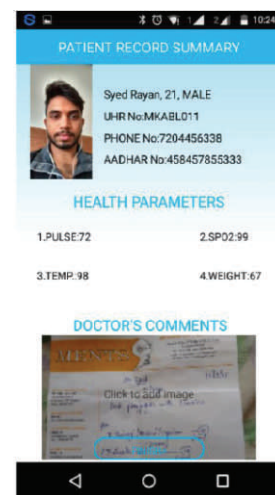 10:24
PATIENT RECORD SUMMARY
Syed Rayan, 21, MALE
UHR No:MKABL011
PHONE No:7204456338
AADHAR No:458457855333
HEALTH PARAMETERS
1.PULSE:72 2.SPO2:99
3.TEMP.:98 4.WEIGHT:67
DOCTOR'S COMMENTS
MENTS
Click to add image